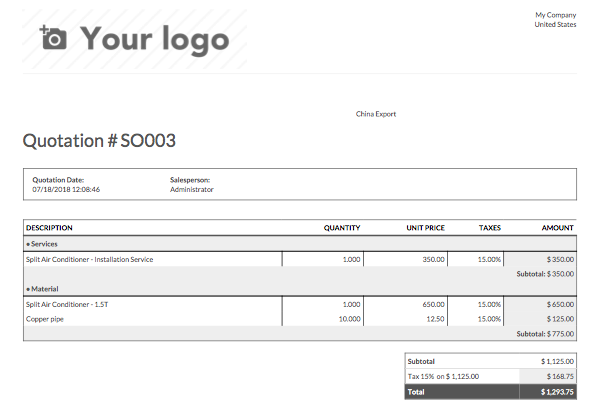 Your logo
My Company
United States
China Export
Quotation # SO003
Quotation Date: Salesperson:
07/18/2018 12:08:46 Administrator
DESCRIPTION QUANTITY UNIT PRICE TAXES AMOUNT
• Services
Split Air Conditioner - Installation Service 1.000 350.00 15.00% $ 350.00
Subtotal: $ 350.00
• Material
Split Air Conditioner - 1.5T 1.000 650.00 15.00% $ 650.00
Copper pipe 10.000 12.50 15.00% $ 125.00
Subtotal: $ 775.00
Subtotal $ 1,125.00
Tax 15% on $ 1,125.00 $ 168.75
Total $ 1,293.75